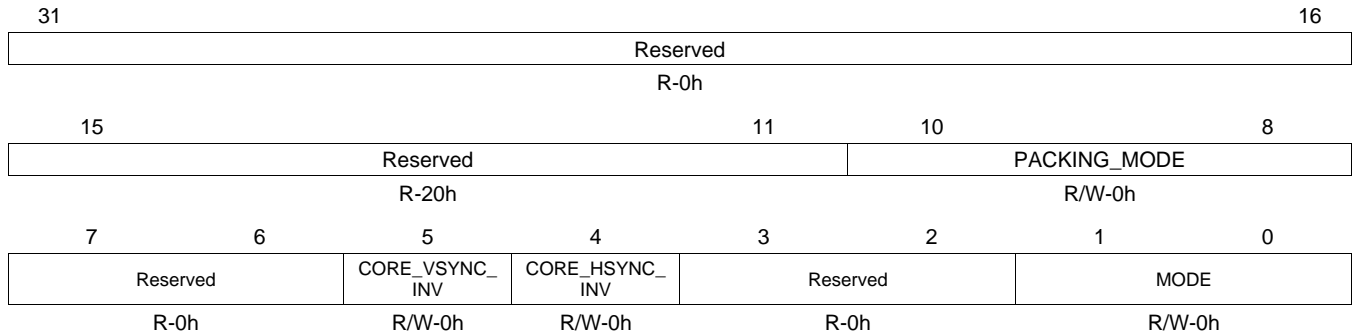 31 16
Reserved
R-0h
15 11 10 8
Reserved PACKING_MODE
R-20h R/W-0h
7 6 5 4 3 2 1 0
Reserved CORE_VSYNC_ CORE_HSYNC_ Reserved MODE
INV INV
R-0h R/W-0h R/W-0h R-0h R/W-0h